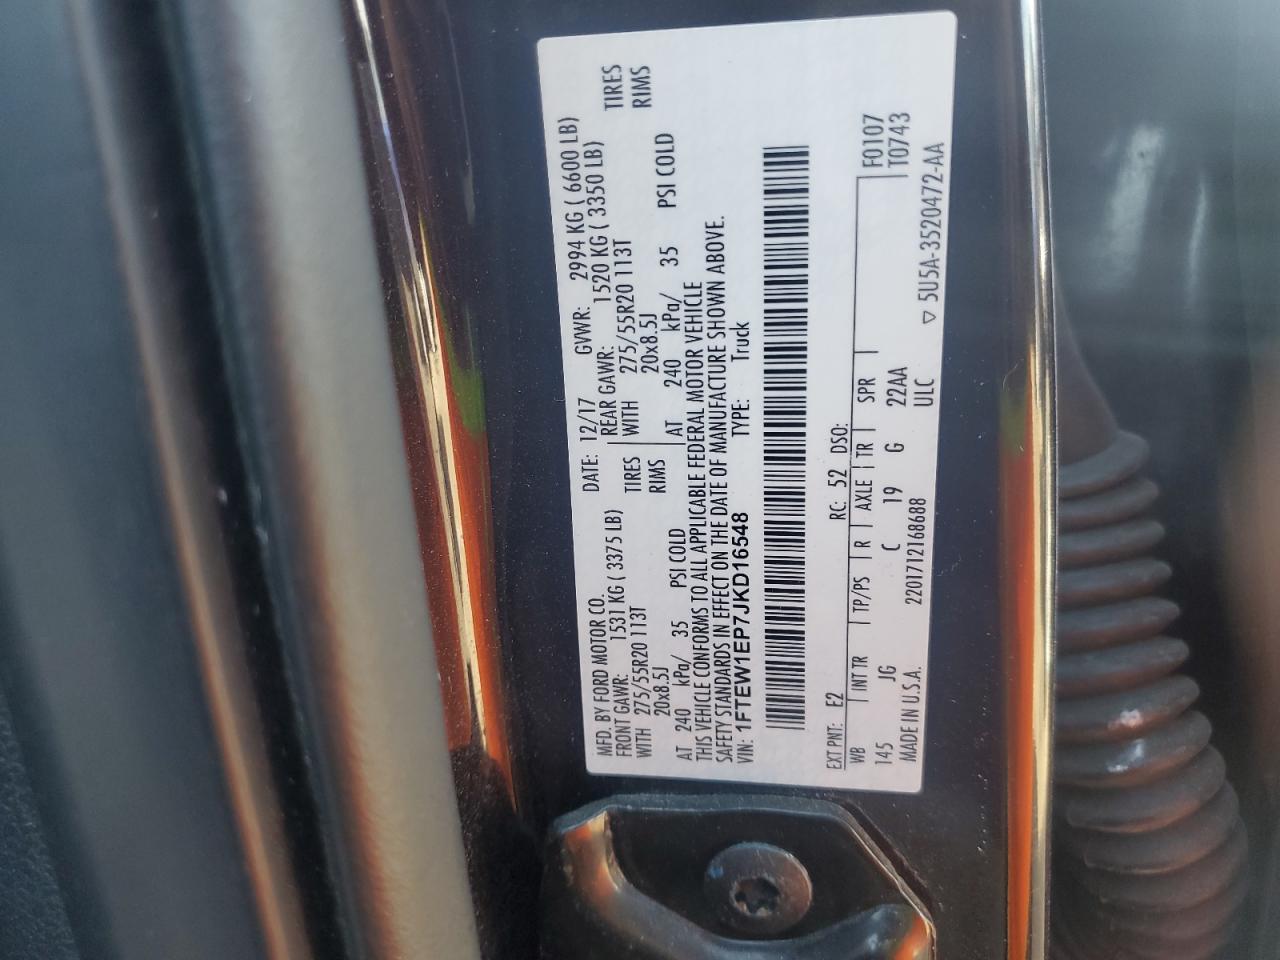 MFD. BY FORD MOTOR CO.
DATE: 12/17 GVWR: 2994 KG ( 6600 LB)
FRONT GAWR: 1531 KG ( 3375 LB) REAR GAWR: 1520 KG ( 3350 LB)
WITH 275/55R20 113T TIRES WITH 275/55R20 113T TIRES
20x8.5J RIMS 20x8.5J RIMS
AT 240 kPa/ 35 PSI COLD AT 240 kPa/ 35 PSI COLD
THIS VEHICLE CONFORMS TO ALL APPLICABLE FEDERAL MOTOR VEHICLE
SAFETY STANDARDS IN EFFECT ON THE DATE OF MANUFACTURE SHOWN ABOVE.
VIN: 1FTEW1EP7JKD16548 TYPE: Truck
EXT PNT: E2 RC: 52 DSO:
WB INT TR TP/PS R AXLE TR SPR F0107
145 JG C 19 G 22AA T0743
MADE IN U.S.A. 2201712168688 ULC
▽ 5U5A-3520472-AA